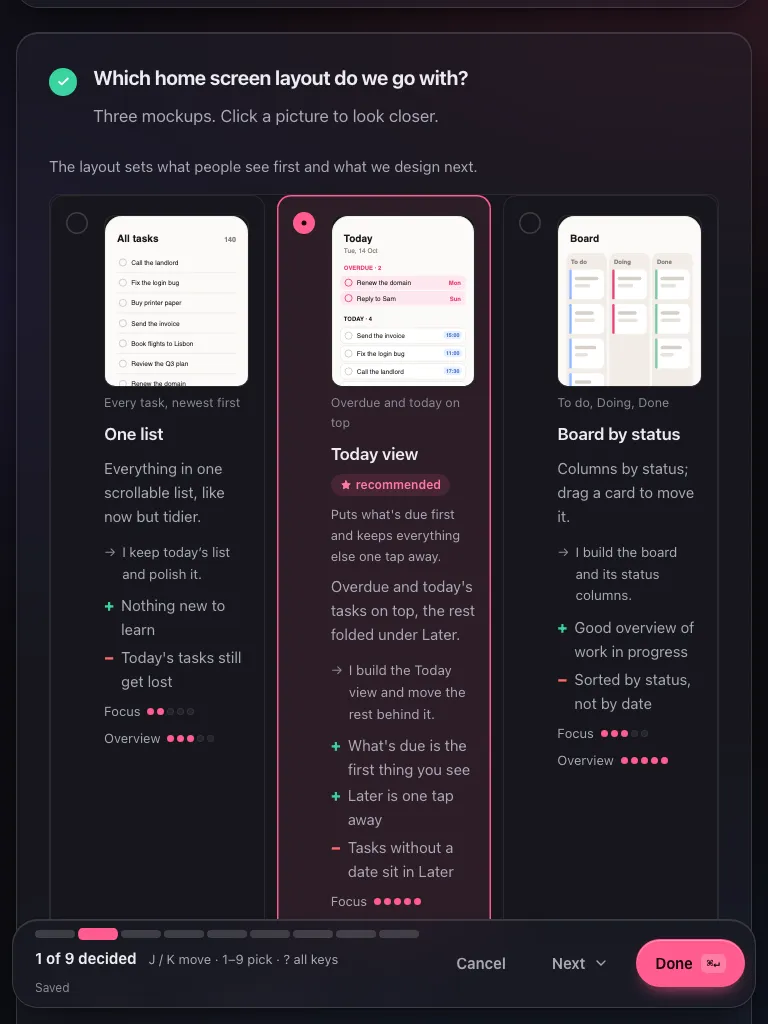 Which home screen layout do we go with?
Three mockups. Click a picture to look closer.
The layout sets what people see first and what we design next.
All tasks 140
Call the landlord
Fix the login bug
Buy printer paper
Send the invoice
Book flights to Lisbon
Review the Q3 plan
Renew the domain
Every task, newest first
One list
Everything in one
scrollable list, like
now but tidier.
→ I keep today's list
and polish it.
+ Nothing new to
learn
− Today's tasks still
get lost
Focus
Overview
Today
Tue, 14 Oct
OVERDUE · 2
Renew the domain Mon
Reply to Sam Sun
TODAY · 4
Send the invoice 15:00
Fix the login bug 11:00
Call the landlord 17:30
Overdue and today on
top
Today view
★ recommended
Puts what's due first
and keeps everything
else one tap away.
Overdue and today's
tasks on top, the rest
folded under Later.
→ I build the Today
view and move the
rest behind it.
+ What's due is the
first thing you see
+ Later is one tap
away
− Tasks without a
date sit in Later
Focus
Board
To do Doing Done
To do, Doing, Done
Board by status
Columns by status;
drag a card to move
it.
→ I build the board
and its status
columns.
+ Good overview of
work in progress
− Sorted by status,
not by date
Focus
Overview
1 of 9 decided J / K move · 1–9 pick · ? all keys
Saved
Cancel
Next
Done ⌘↵